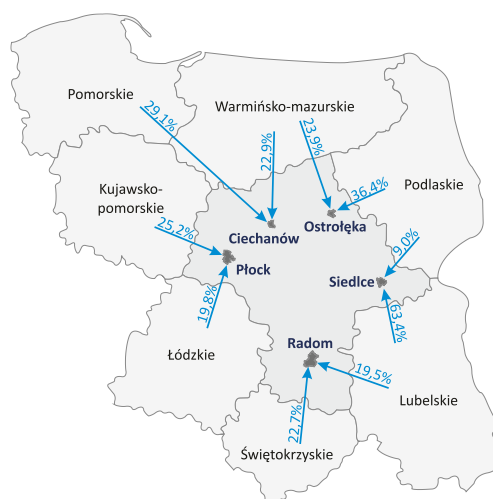 Pomorskie
29,1%
Warmińsko-mazurskie
23,9%
22,9%
Kujawsko-
pomorskie
36,4%
Podlaskie
25,2%
Ciechanów
Ostrołęka
9,0%
Płock
Siedlce
19,8%
63,4%
Radom
Łódzkie
19,5%
Lubelskie
22,7%
Świętokrzyskie